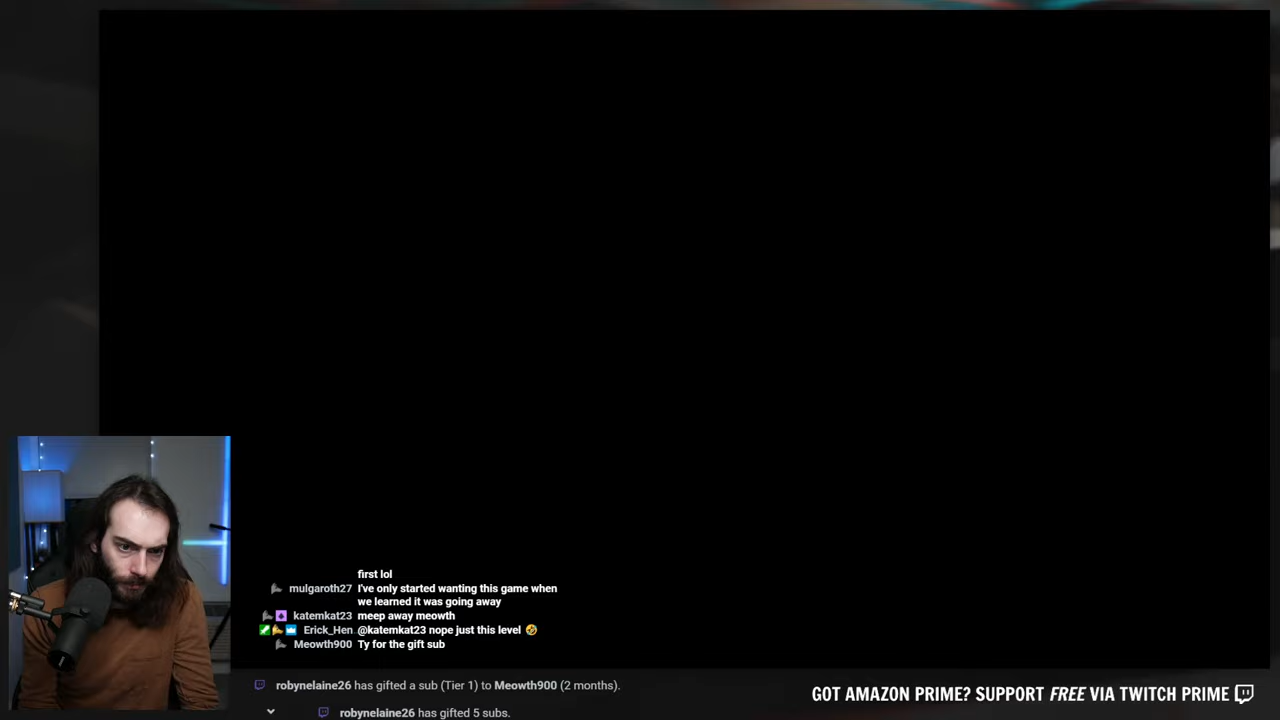 first lol
mulgaroth27 I've only started wanting this game when
we learned it was going away
katemkat23 meep away meowth
Erick_Hen @katemkat23 nope just this level 🤣
Meowth900 Ty for the gift sub
robynelaine26 has gifted a sub (Tier 1) to Meowth900 (2 months).
robynelaine26 has gifted 5 subs.
GOT AMAZON PRIME? SUPPORT FREE VIA TWITCH PRIME